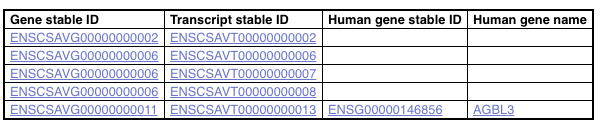 Gene stable ID Transcript stable ID Human gene stable ID Human gene name
ENSCSAVG00000000002 ENSCSAVT00000000002
ENSCSAVG00000000006 ENSCSAVT00000000006
ENSCSAVG00000000006 ENSCSAVT00000000007
ENSCSAVG00000000006 ENSCSAVT00000000008
ENSCSAVG00000000011 ENSCSAVT00000000013 ENSG00000146856 AGBL3